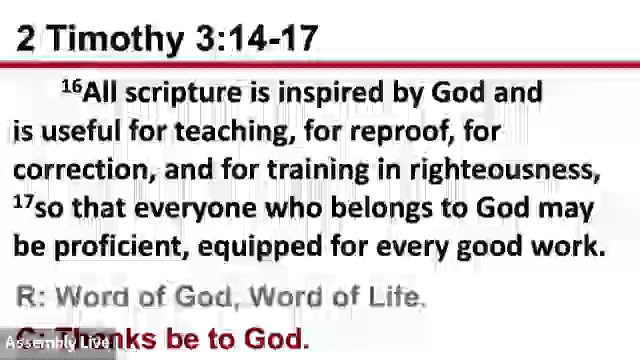 2 Timothy 3:14-17
16All scripture is inspired by God and
is useful for teaching, for reproof, for
correction, and for training in righteousness,
17so that everyone who belongs to God may
be proficient, equipped for every good work.
R: Word of God, Word of Life.
C: Thanks be to God.
Assembly Live